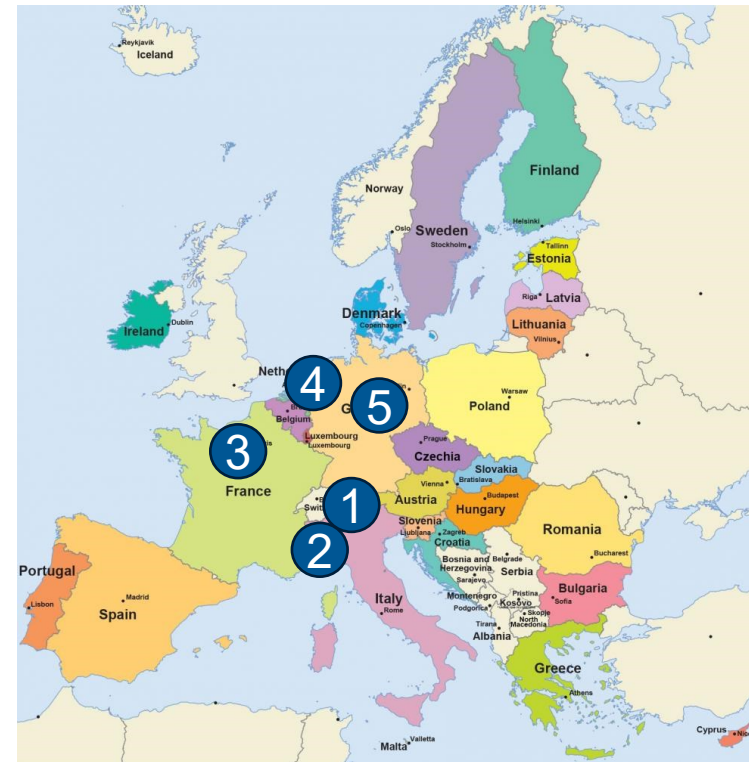 Reykjavik
Iceland
Finland
Norway
Oslo
Helsinki
Sweden
Stockholm
Tallinn
Estonia
Riga
Latvia
Lithuania
Vilnius
Denmark
Copenhagen
Ireland
Dublin
Neth
4
5
G
Warsaw
Poland
Belgium
Luxembourg
Luxembourg
3
France
Prague
Czechia
Slovakia
Bratislava
Vienna
Austria
Budapest
Hungary
1
Swit
2
Slovenia
Ljubljana
Zagreb
Croatia
Romania
Bucharest
Bosnia and
Herzegovina
Sarajevo
Belgrade
Serbia
Montenegro
Podgorica
Pristina
Kosovo
Skopje
North
Macedonia
Tirana
Albania
Sofia
Bulgaria
Portugal
Lisbon
Madrid
Spain
Italy
Rome
Greece
Athens
Valletta
Malta
Cyprus
Nico